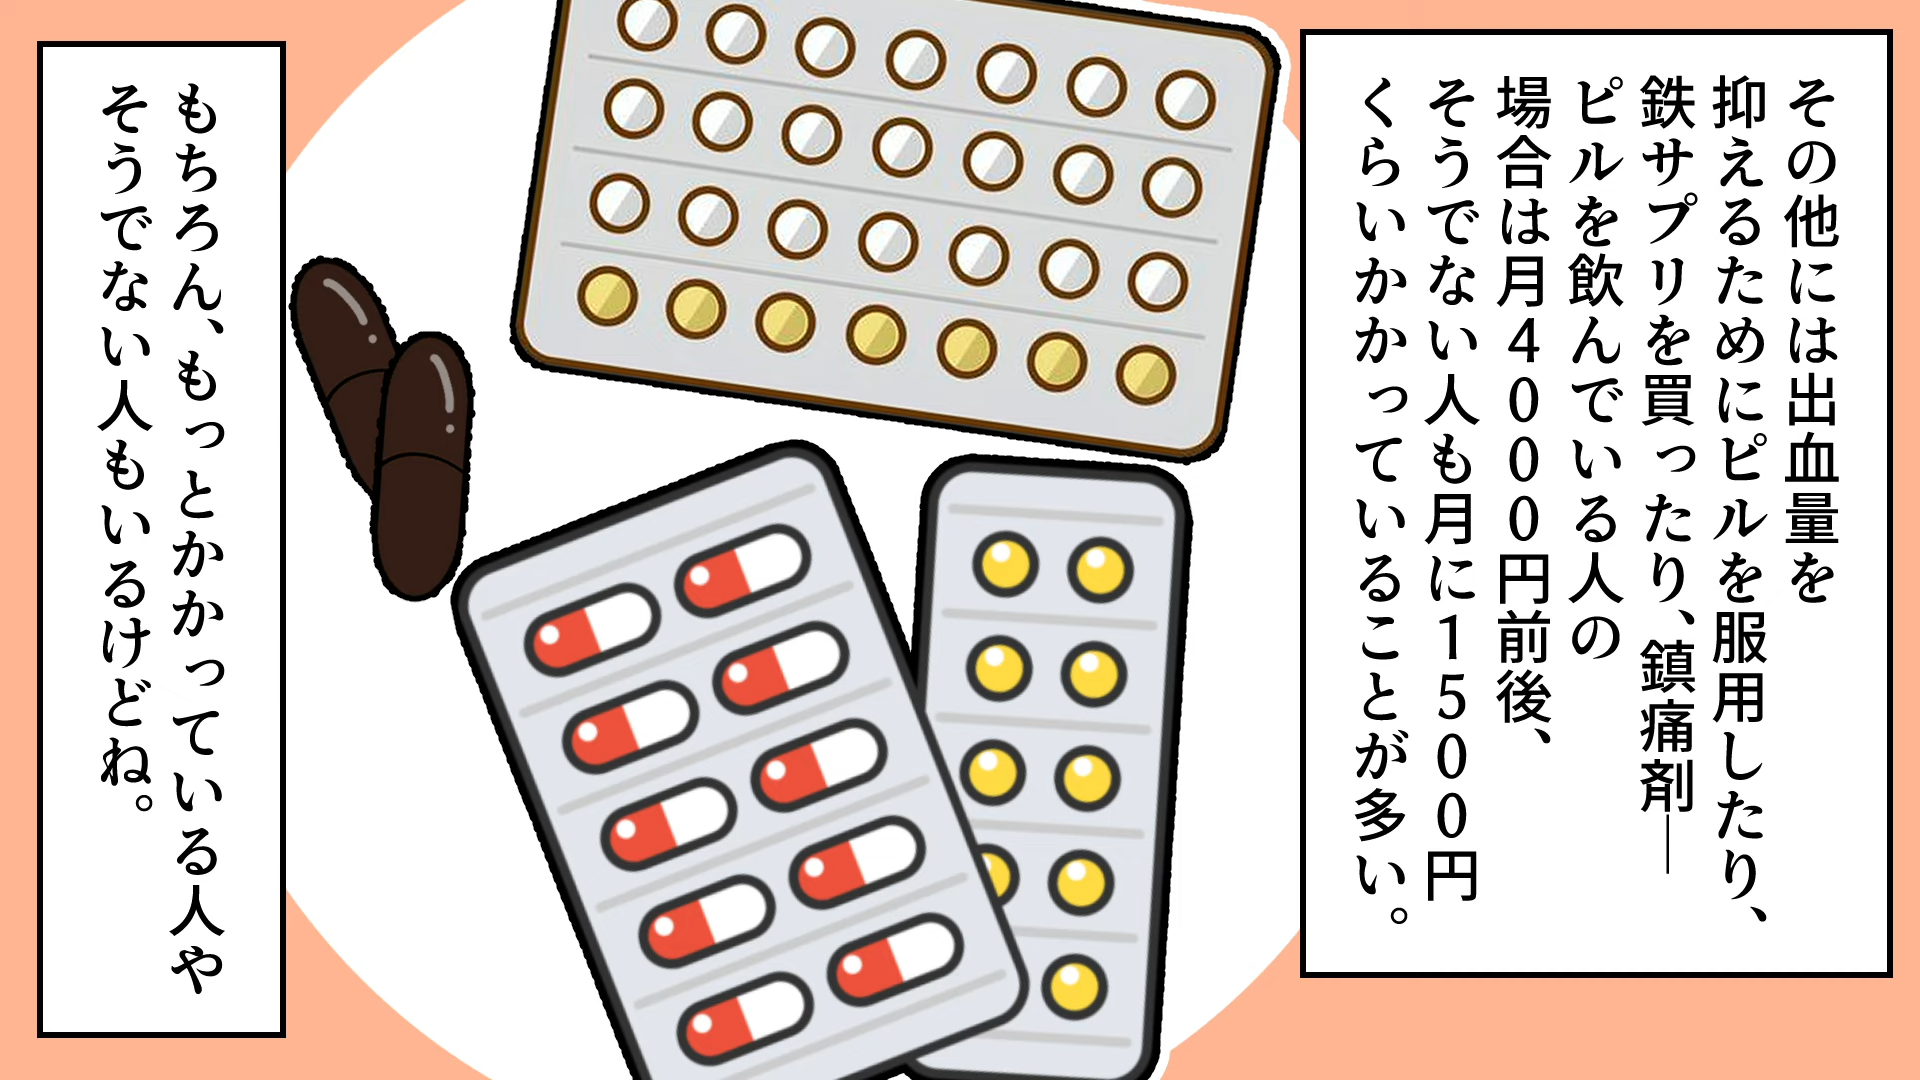 その他には出血量を
抑えるためにピルを服用したり、
鉄サプリを買ったり、鎮痛剤―
ピルを飲んでいる人の
場合は月４０００円前後、
そうでない人も月に１５００円
くらいかかっていることが多い。
もちろん、もっとかかっている人や
そうでない人もいるけどね。